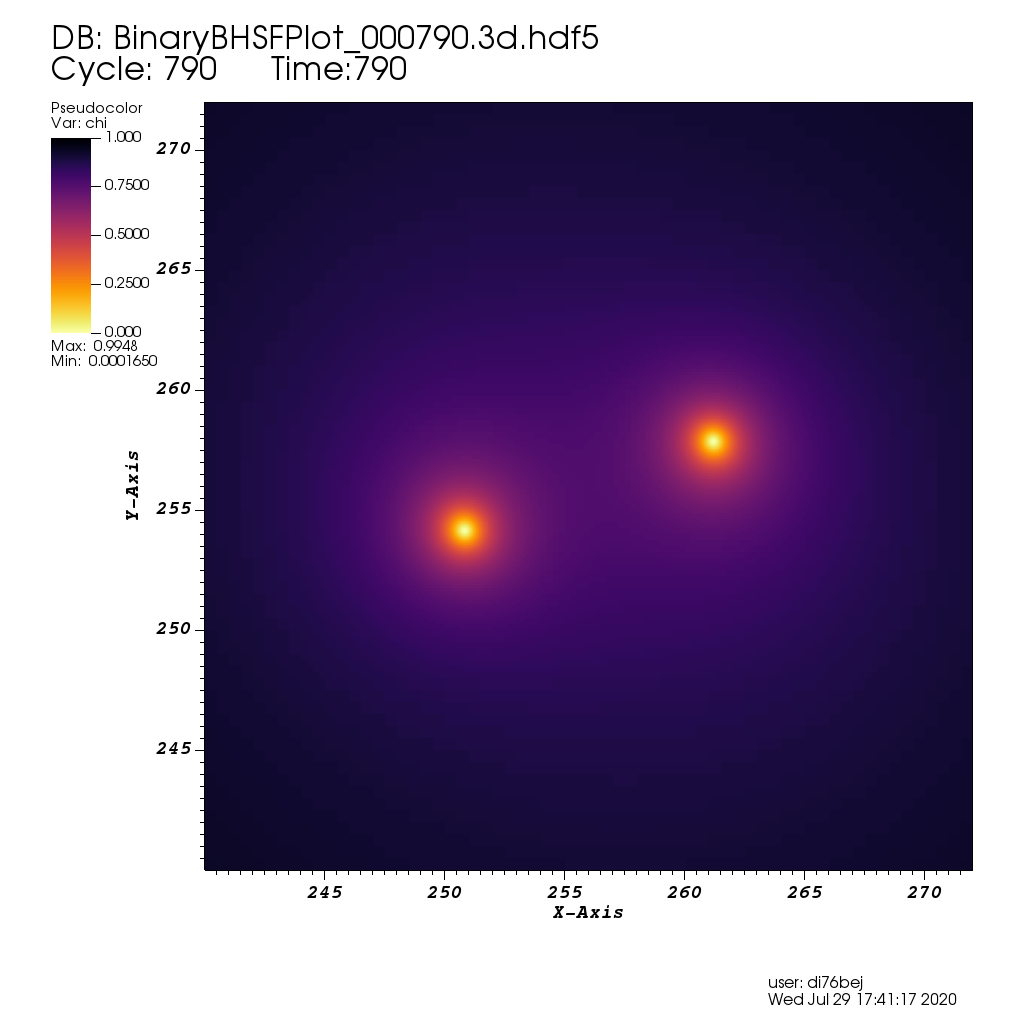 DB: BinaryBHSFPlot_000790.3d.hdf5
Cycle: 790 Time:790
Pseudocolor
Var: chi
1.000
0.7500
0.5000
0.2500
0.000
Max: 0.9948
Min: 0.0001650
270
265
260
255
250
245
Y-Axis
245 250 255 260 265 270
X-Axis
user: di76bej
Wed Jul 29 17:41:17 2020